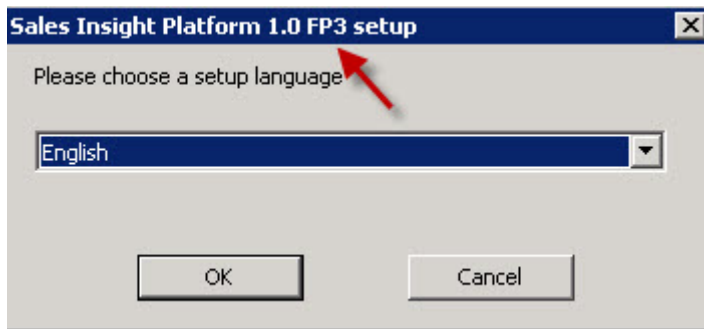 Sales Insight Platform 1.0 FP3 setup
Please choose a setup language
English
OK
Cancel